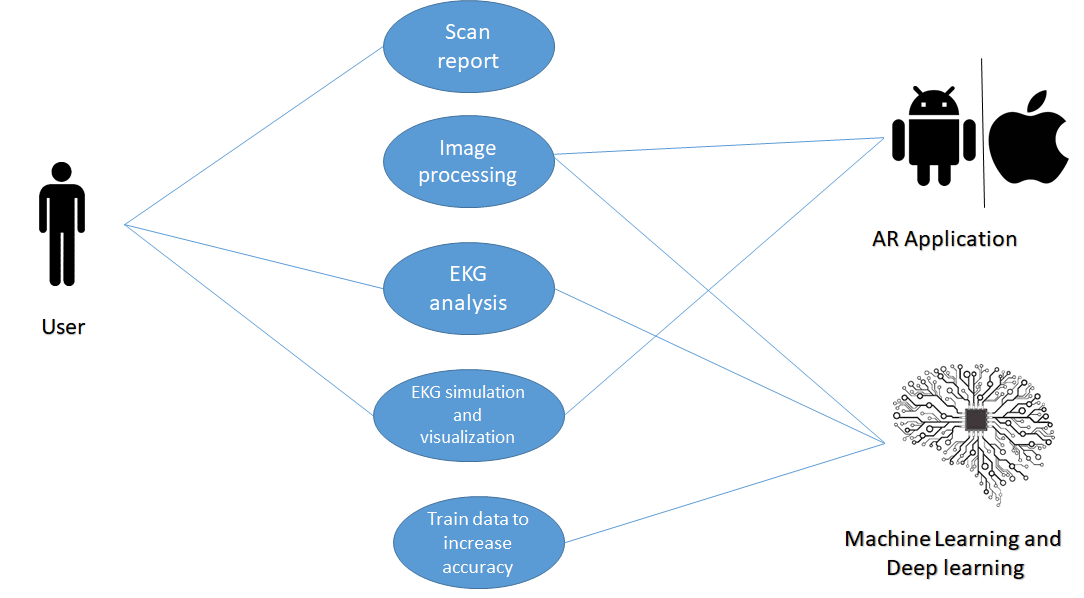 Scan
report
Image
processing
AR Application
EKG
analysis
User
EKG simulation
and
visualization
Train data to
increase
accuracy
Machine Learning and
Deep learning